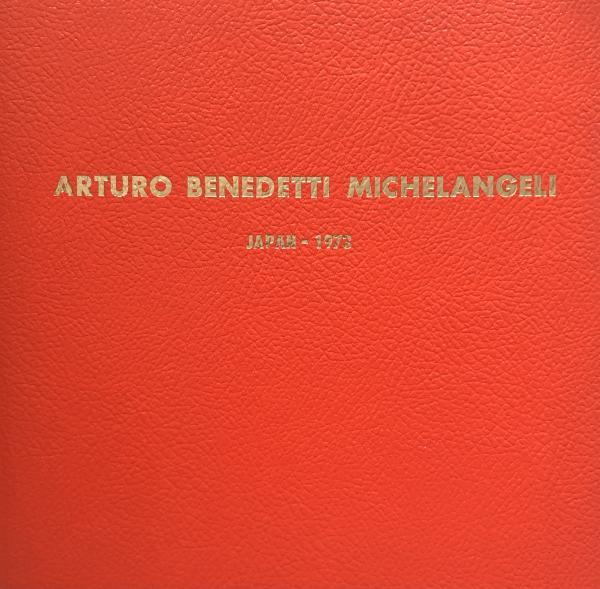 ARTURO BENEDETTI MICHELANGELI
JAPAN - 1973